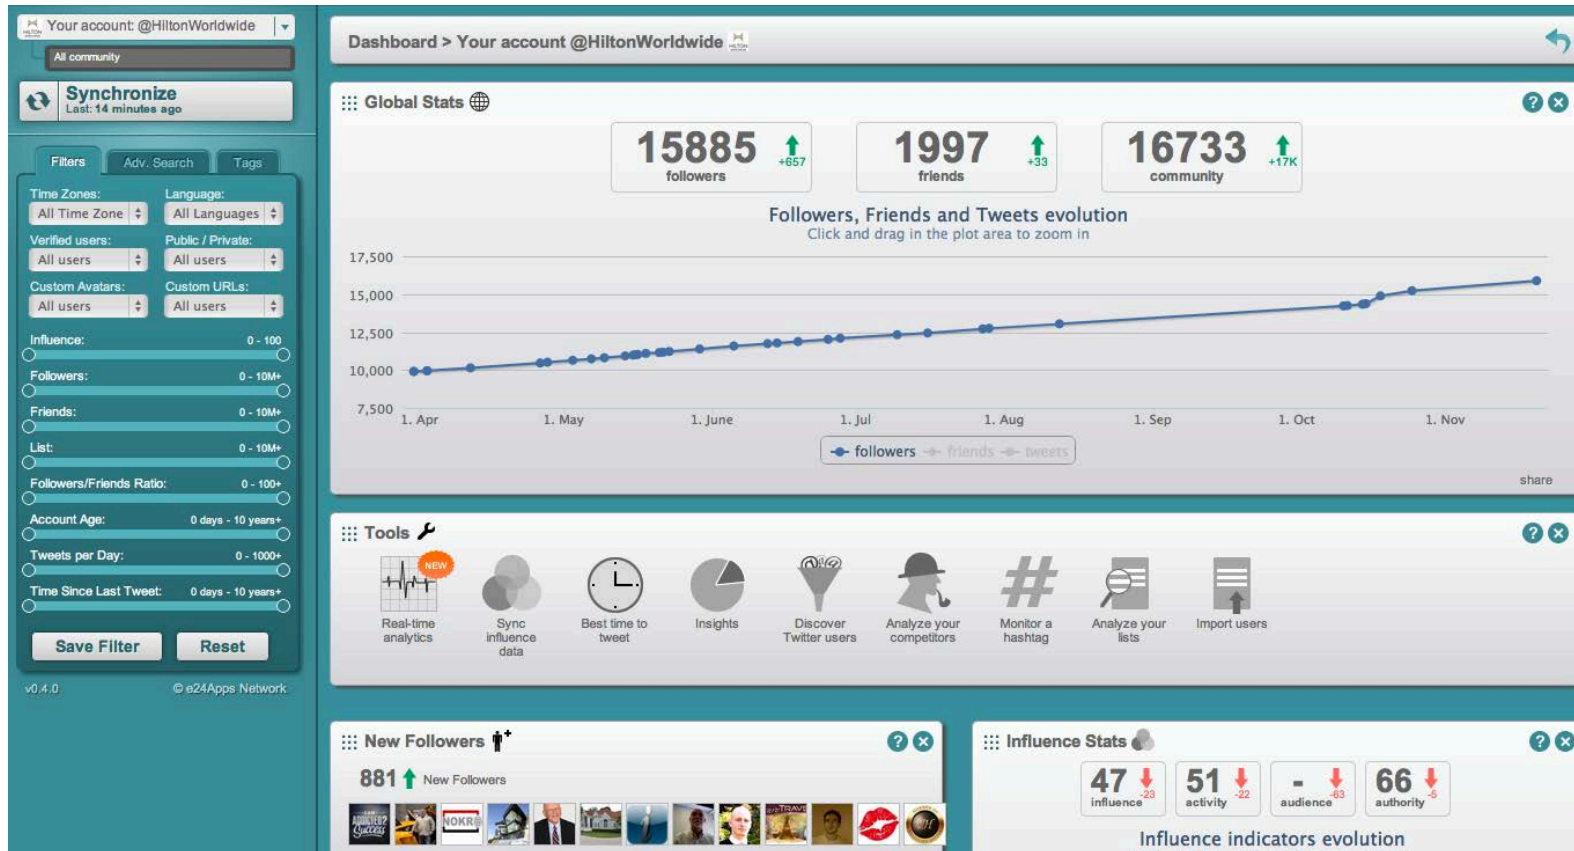 Your account: @HiltonWorldwide
All community
Synchronize
Last: 14 minutes ago
Filters
Adv. Search
Tags
Time Zones:
Language:
All Time Zone
All Languages
Verified users:
Public / Private:
All users
All users
Custom Avatars:
Custom URLs:
All users
All users
Influence: 0 - 100
Followers: 0 - 10M+
Friends: 0 - 10M+
List: 0 - 10M+
Followers/Friends Ratio: 0 - 100+
Account Age: 0 days - 10 years+
Tweets per Day: 0 - 1000+
Time Since Last Tweet: 0 days - 10 years+
Save Filter
Reset
v0.4.0
© e24Apps Network
Dashboard > Your account @HiltonWorldwide
Global Stats
15885
+657
followers
1997
+33
friends
16733
+17K
community
Followers, Friends and Tweets evolution
Click and drag in the plot area to zoom in
17,500
15,000
12,500
10,000
7,500
1. Apr
1. May
1. June
1. Jul
1. Aug
1. Sep
1. Oct
1. Nov
followers
friends
tweets
share
Tools
NEW
Real-time
analytics
Sync
influence
data
Best time to
tweet
Insights
Discover
Twitter users
Analyze your
competitors
Monitor a
hashtag
Analyze your
lists
Import users
New Followers
881 New Followers
ADDICTED2
Success
NOKR
TRAVE
Influence Stats
47
-23
influence
51
-22
activity
-
-63
audience
66
-5
authority
Influence indicators evolution